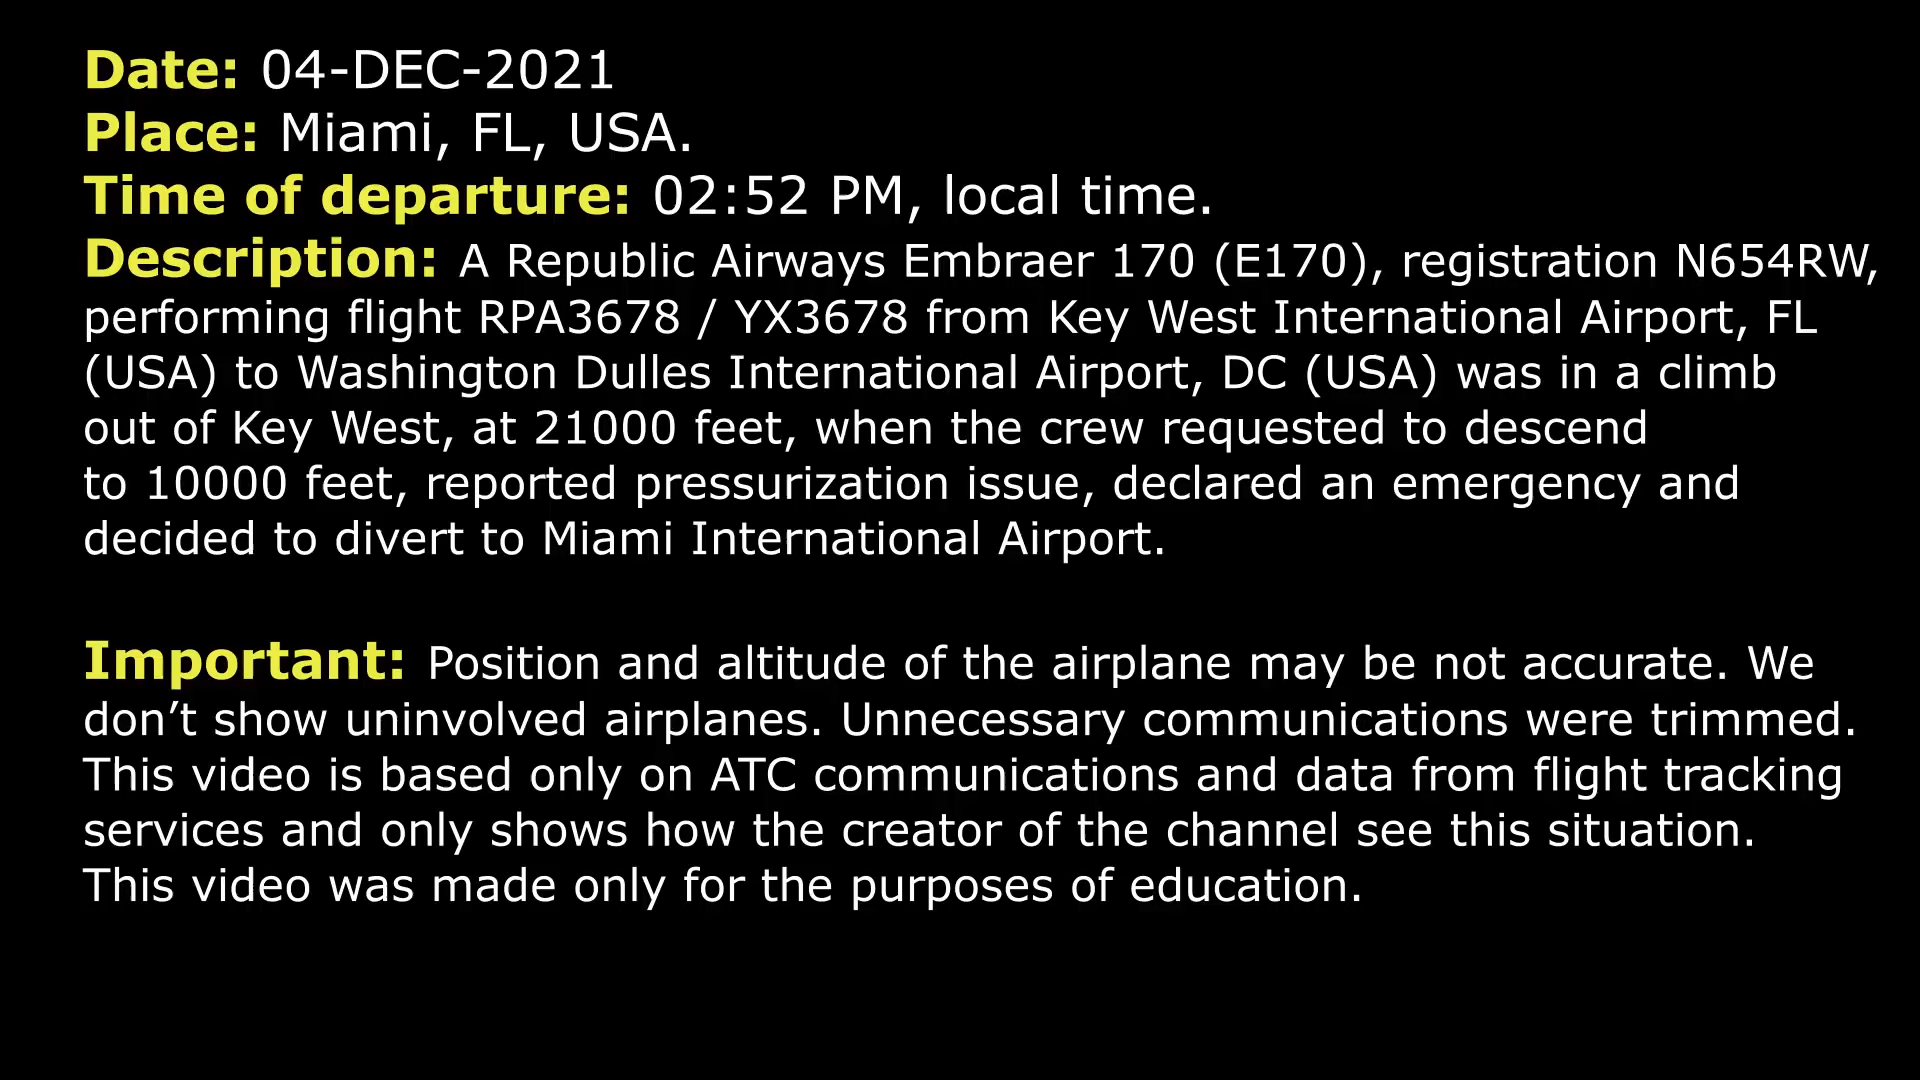 Date: 04-DEC-2021
Place: Miami, FL, USA.
Time of departure: 02:52 PM, local time.
Description: A Republic Airways Embraer 170 (E170), registration N654RW,
performing flight RPA3678 / YX3678 from Key West International Airport, FL
(USA) to Washington Dulles International Airport, DC (USA) was in a climb
out of Key West, at 21000 feet, when the crew requested to descend
to 10000 feet, reported pressurization issue, declared an emergency and
decided to divert to Miami International Airport.
Important: Position and altitude of the airplane may be not accurate. We
don’t show uninvolved airplanes. Unnecessary communications were trimmed.
This video is based only on ATC communications and data from flight tracking
services and only shows how the creator of the channel see this situation.
This video was made only for the purposes of education.